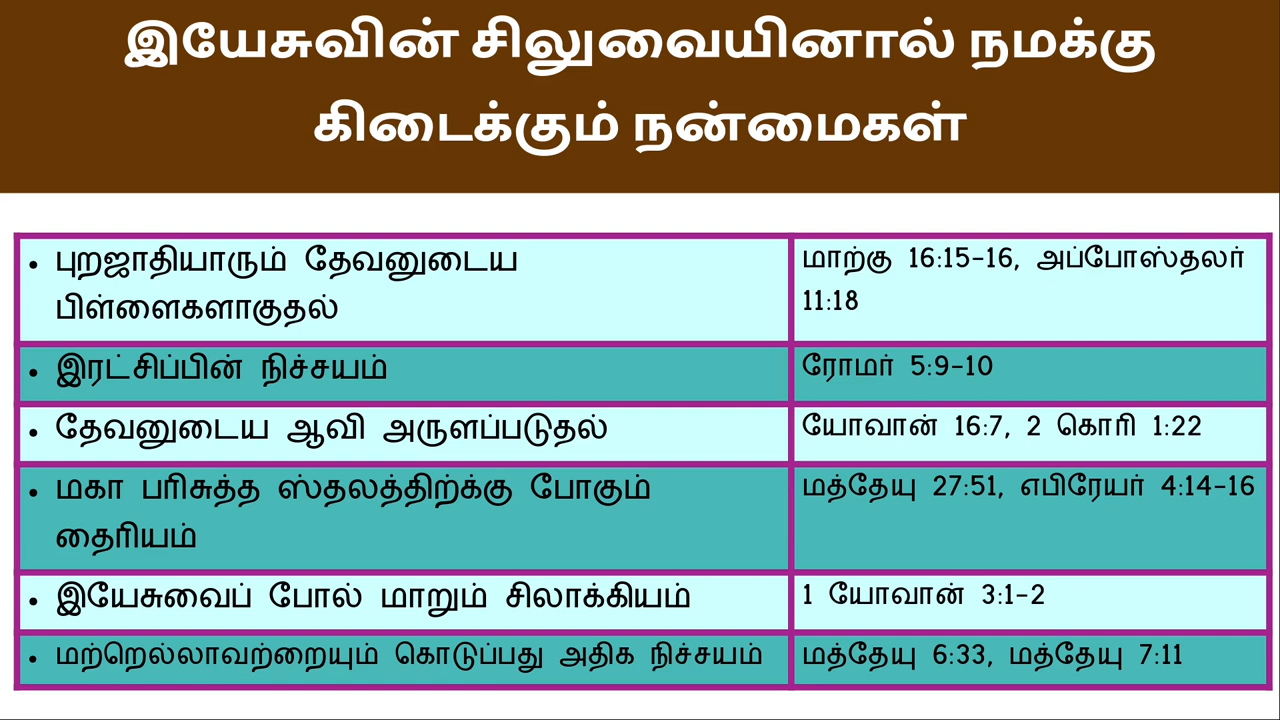 இயேசுவின் சிலுவையினால் நமக்கு
கிடைக்கும் நன்மைகள்
• புறஜாதியாரும் தேவனுடைய
பிள்ளைகளாகுதல்
மாற்கு 16:15-16, அப்போஸ்தலர்
11:18
• இரட்சிப்பின் நிச்சயம்
ரோமர் 5:9-10
• தேவனுடைய ஆவி அருளப்படுதல்
யோவான் 16:7, 2 கொரி 1:22
• மகா பரிசுத்த ஸ்தலத்திற்க்கு போகும்
தைரியம்
மத்தேயு 27:51, எபிரேயர் 4:14-16
• இயேசுவைப் போல் மாறும் சிலாக்கியம்
1 யோவான் 3:1-2
• மற்றெல்லாவற்றையும் கொடுப்பது அதிக நிச்சயம்
மத்தேயு 6:33, மத்தேயு 7:11